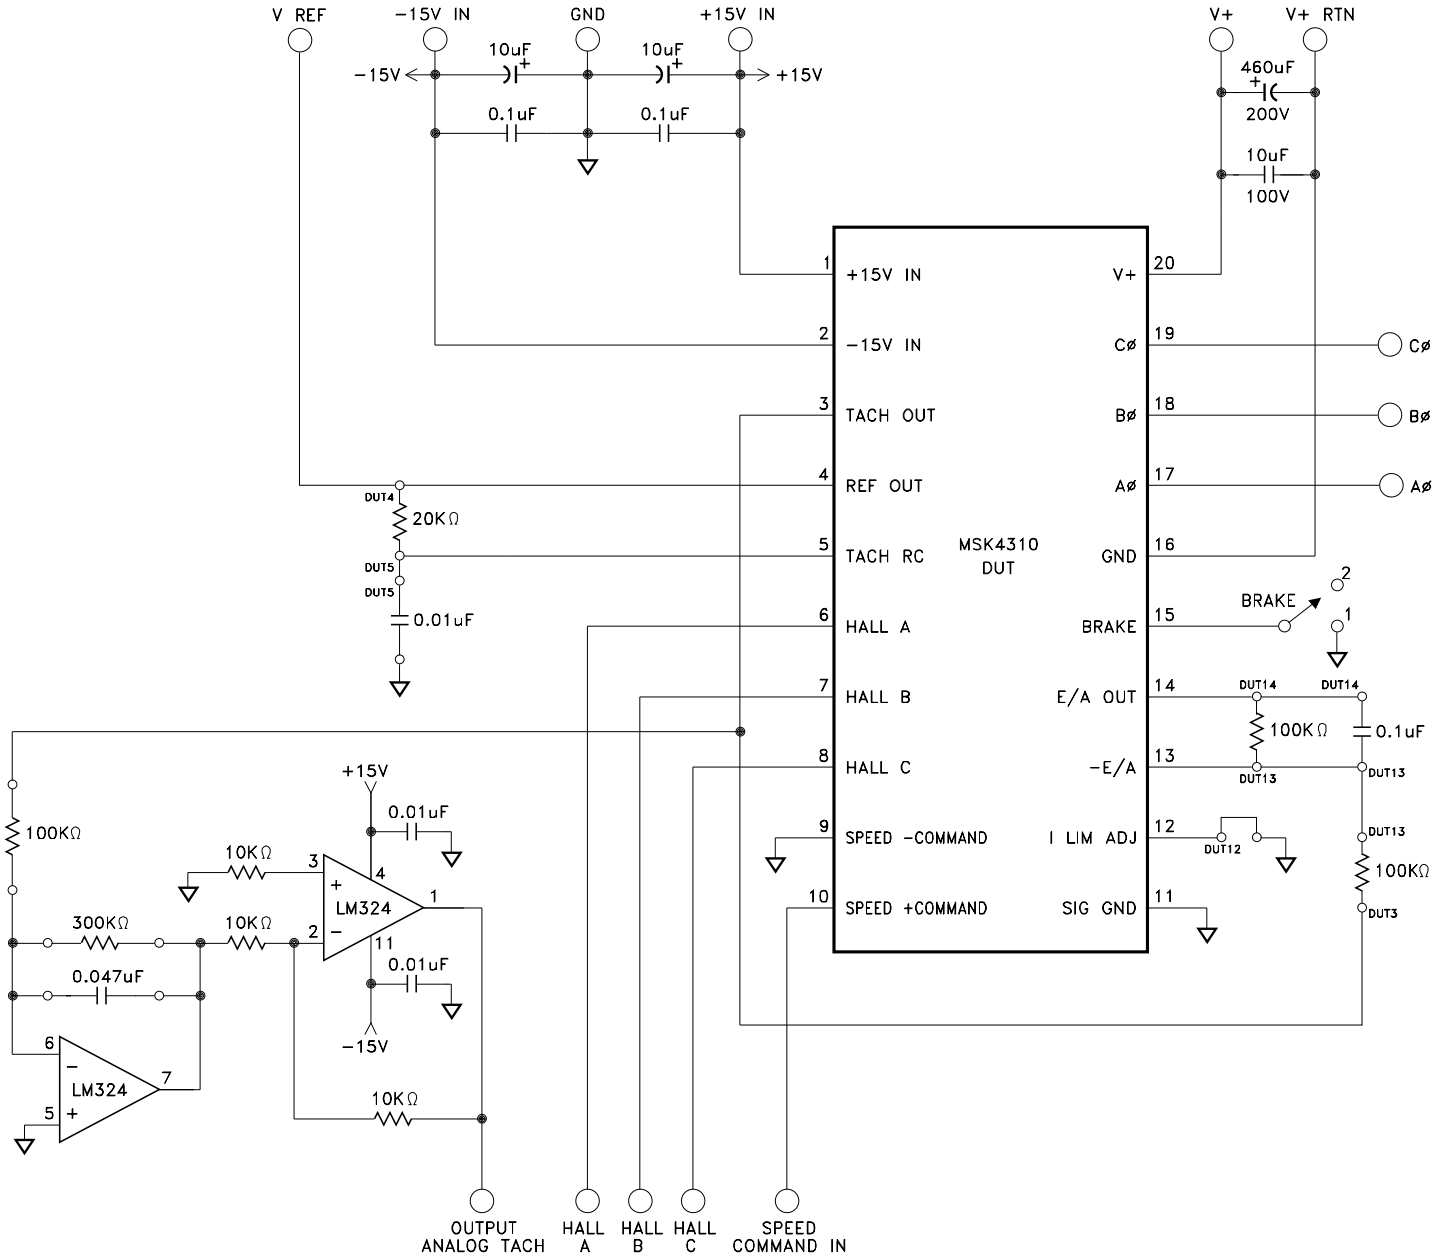 V REF
-15V IN
GND
+15V IN
V+
V+ RTN
10uF
+
10uF
+
-15V
+15V
460uF
+
200V
0.1uF
0.1uF
10uF
100V
1
+15V IN
V+
20
2
-15V IN
CØ
19
CØ
3
TACH OUT
BØ
18
BØ
4
REF OUT
AØ
17
AØ
DUT4
20KΩ
5
TACH RC
MSK4310
DUT
GND
16
DUT5
DUT5
0.01uF
6
HALL A
BRAKE
15
BRAKE
2
1
7
HALL B
E/A OUT
14
DUT14
DUT14
100KΩ
0.1uF
8
HALL C
-E/A
13
DUT13
DUT13
9
SPEED -COMMAND
I LIM ADJ
12
DUT12
DUT13
100KΩ
10
SPEED +COMMAND
SIG GND
11
DUT3
+15V
0.01uF
100KΩ
10KΩ
3
+
4
LM324
1
300KΩ
10KΩ
2
-
11
0.01uF
0.047uF
-15V
6
-
LM324
7
5
+
10KΩ
OUTPUT
ANALOG TACH
HALL
A
HALL
B
HALL
C
SPEED
COMMAND IN